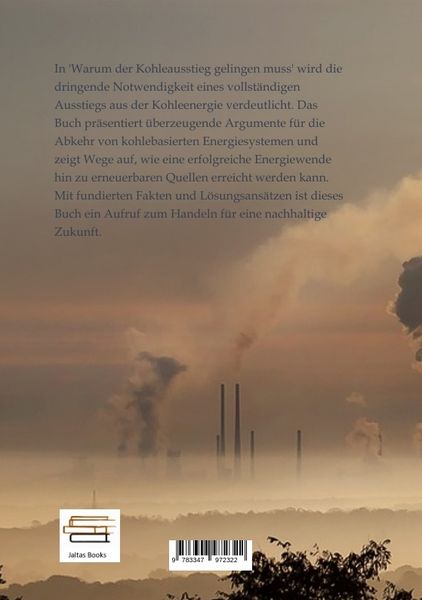 In 'Warum der Kohleausstieg gelingen muss' wird die
dringende Notwendigkeit eines vollständigen
Ausstiegs aus der Kohleenergie verdeutlicht. Das
Buch präsentiert überzeugende Argumente für die
Abkehr von kohlebasierten Energiesystemen und
zeigt Wege auf, wie eine erfolgreiche Energiewende
hin zu erneuerbaren Quellen erreicht werden kann.
Mit fundierten Fakten und Lösungsansätzen ist dieses
Buch ein Aufruf zum Handeln für eine nachhaltige
Zukunft.
Jaltas Books
9 783347 972322